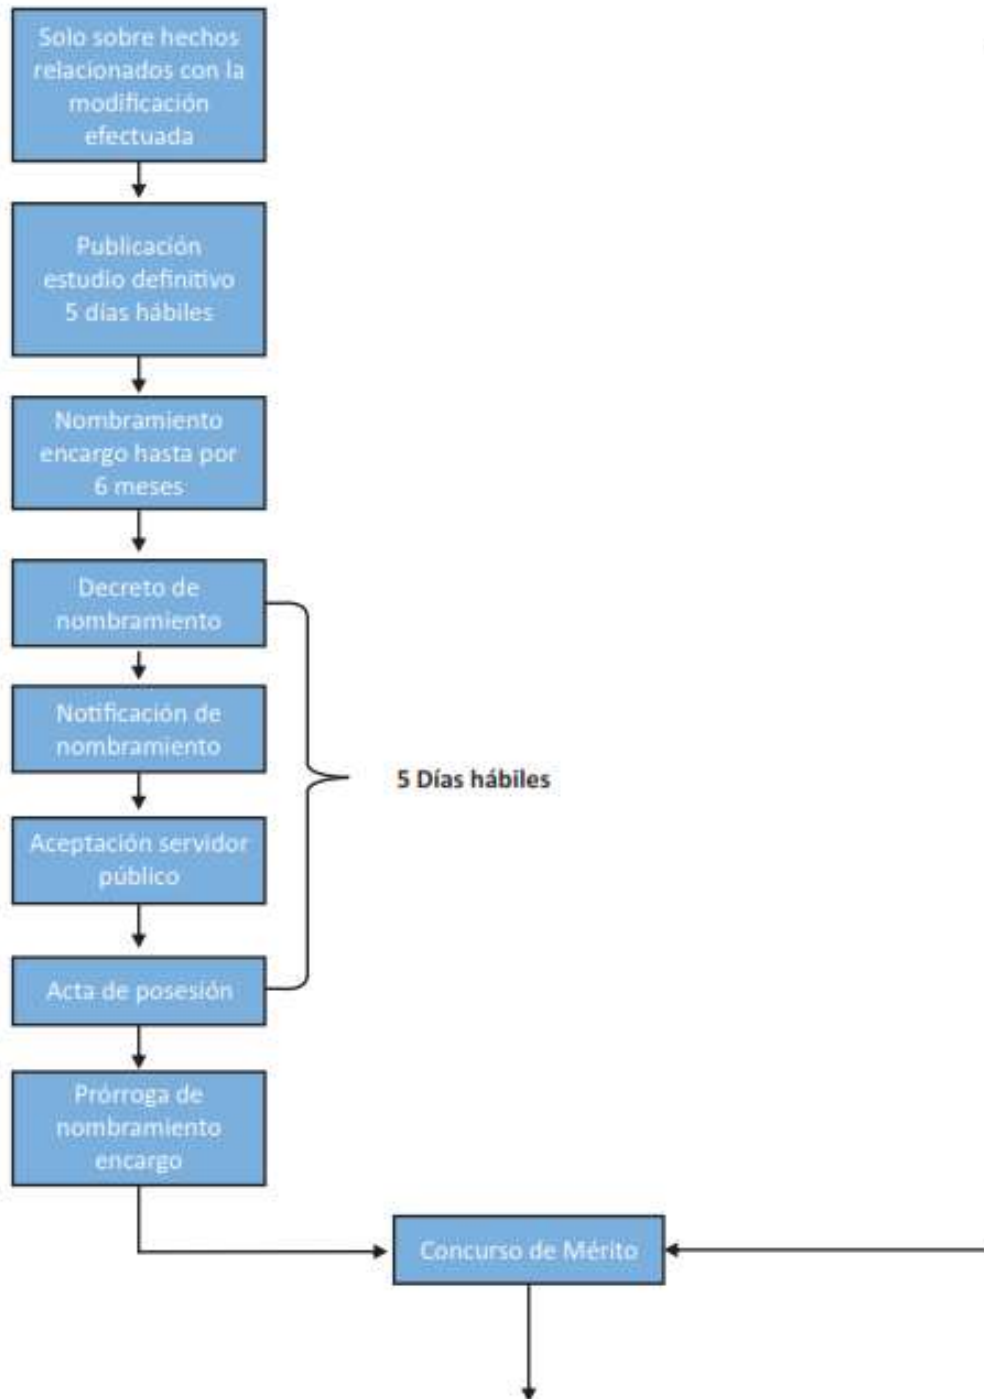 Solo sobre hechos
relacionados con la
modificación
efectuada
Publicación
estudio definitivo
5 días hábiles
Nombramiento
encargo hasta por
6 meses
Decreto de
nombramiento
Notificación de
nombramiento
5 Días hábiles
Aceptación servidor
público
Acta de posesión
Prórroga de
nombramiento
encargo
Concurso de Mérito